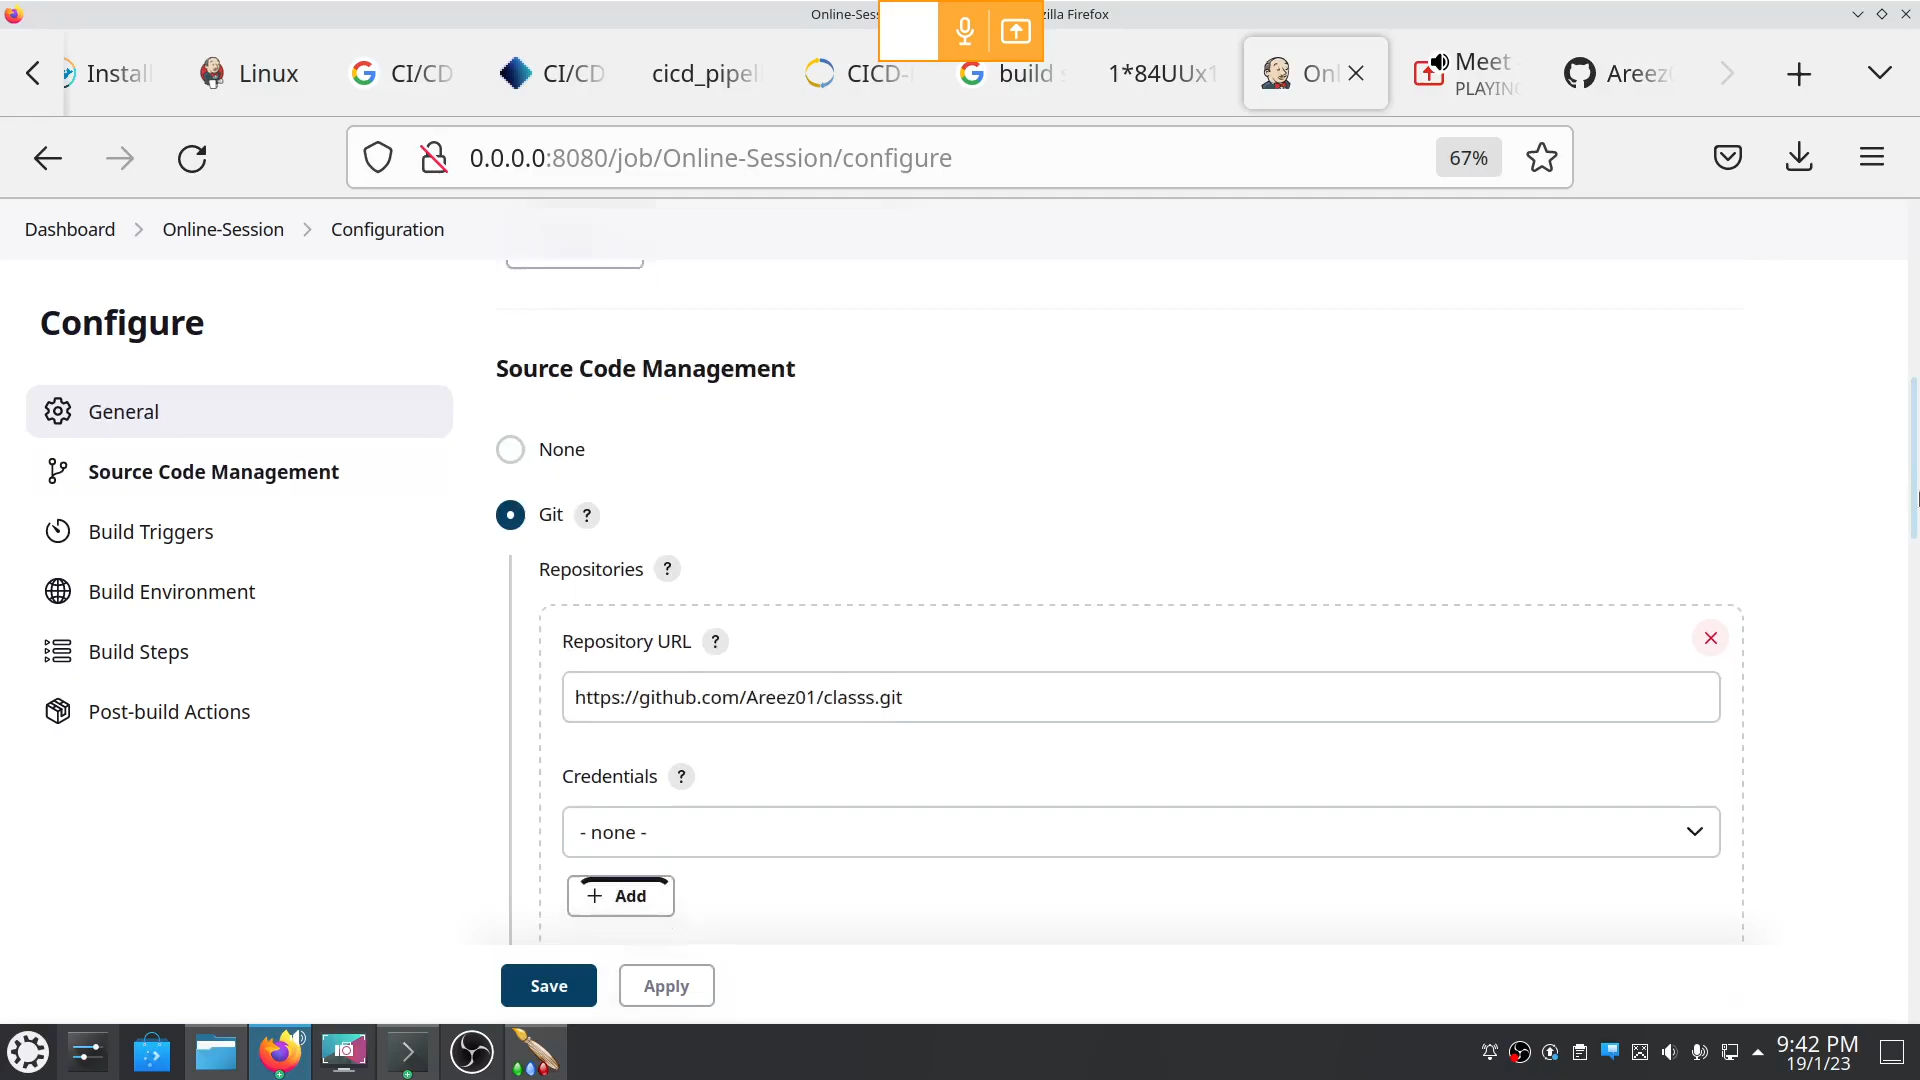 Online-Ses
zilla Firefox
Install
Linux
CI/CD
CI/CD
cicd_pipel
CICD-
build s
1*84UUx1
Onl
Meet
PLAYING
Areez
0.0.0.0:8080/job/Online-Session/configure
67%
Dashboard
Online-Session
Configuration
Configure
General
Source Code Management
Build Triggers
Build Environment
Build Steps
Post-build Actions
Source Code Management
None
Git ?
Repositories ?
Repository URL ?
https://github.com/Areez01/classs.git
Credentials ?
- none -
+ Add
Save
Apply
9:42 PM
19/1/23